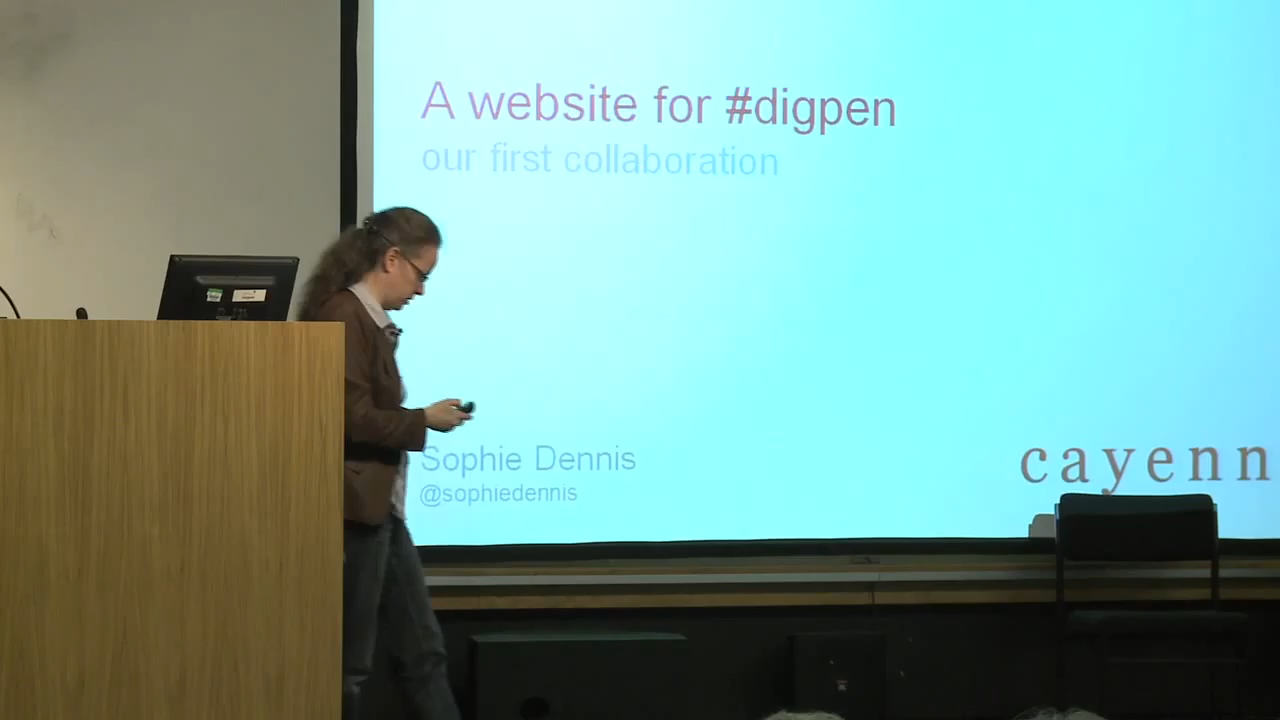 A website for #digpen
our first collaboration
Sophie Dennis
@sophiedennis
cayenn